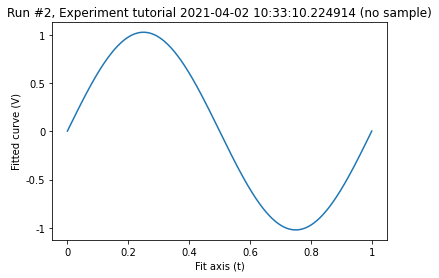 Run #2, Experiment tutorial 2021-04-02 10:33:10.224914 (no sample)
1
0.5
0
-0.5
-1
Fitted curve (V)
0 0.2 0.4 0.6 0.8 1
Fit axis (t)